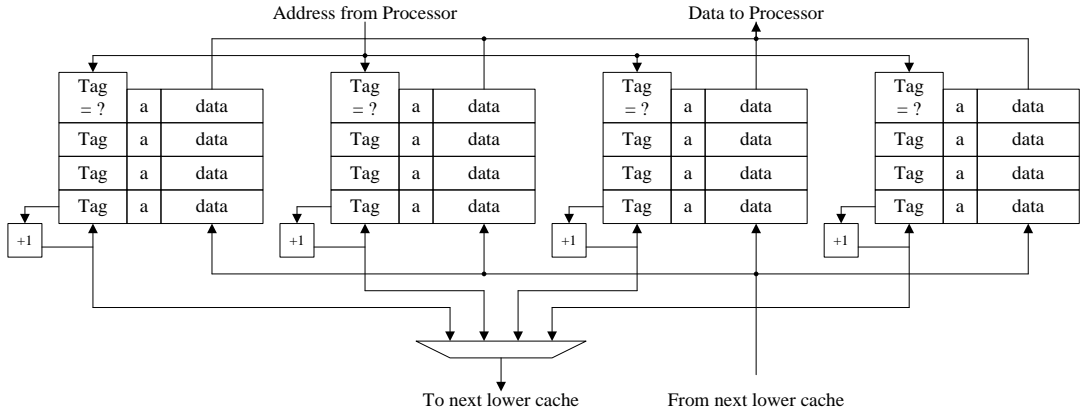 Address from Processor Data to Processor
Tag Tag Tag Tag
= ? a data = ? a data = ? a data = ? a data
Tag a data Tag a data Tag a data Tag a data
Tag a data Tag a data Tag a data Tag a data
Tag a data Tag a data Tag a data Tag a data
+1 +1 +1 +1
To next lower cache From next lower cache